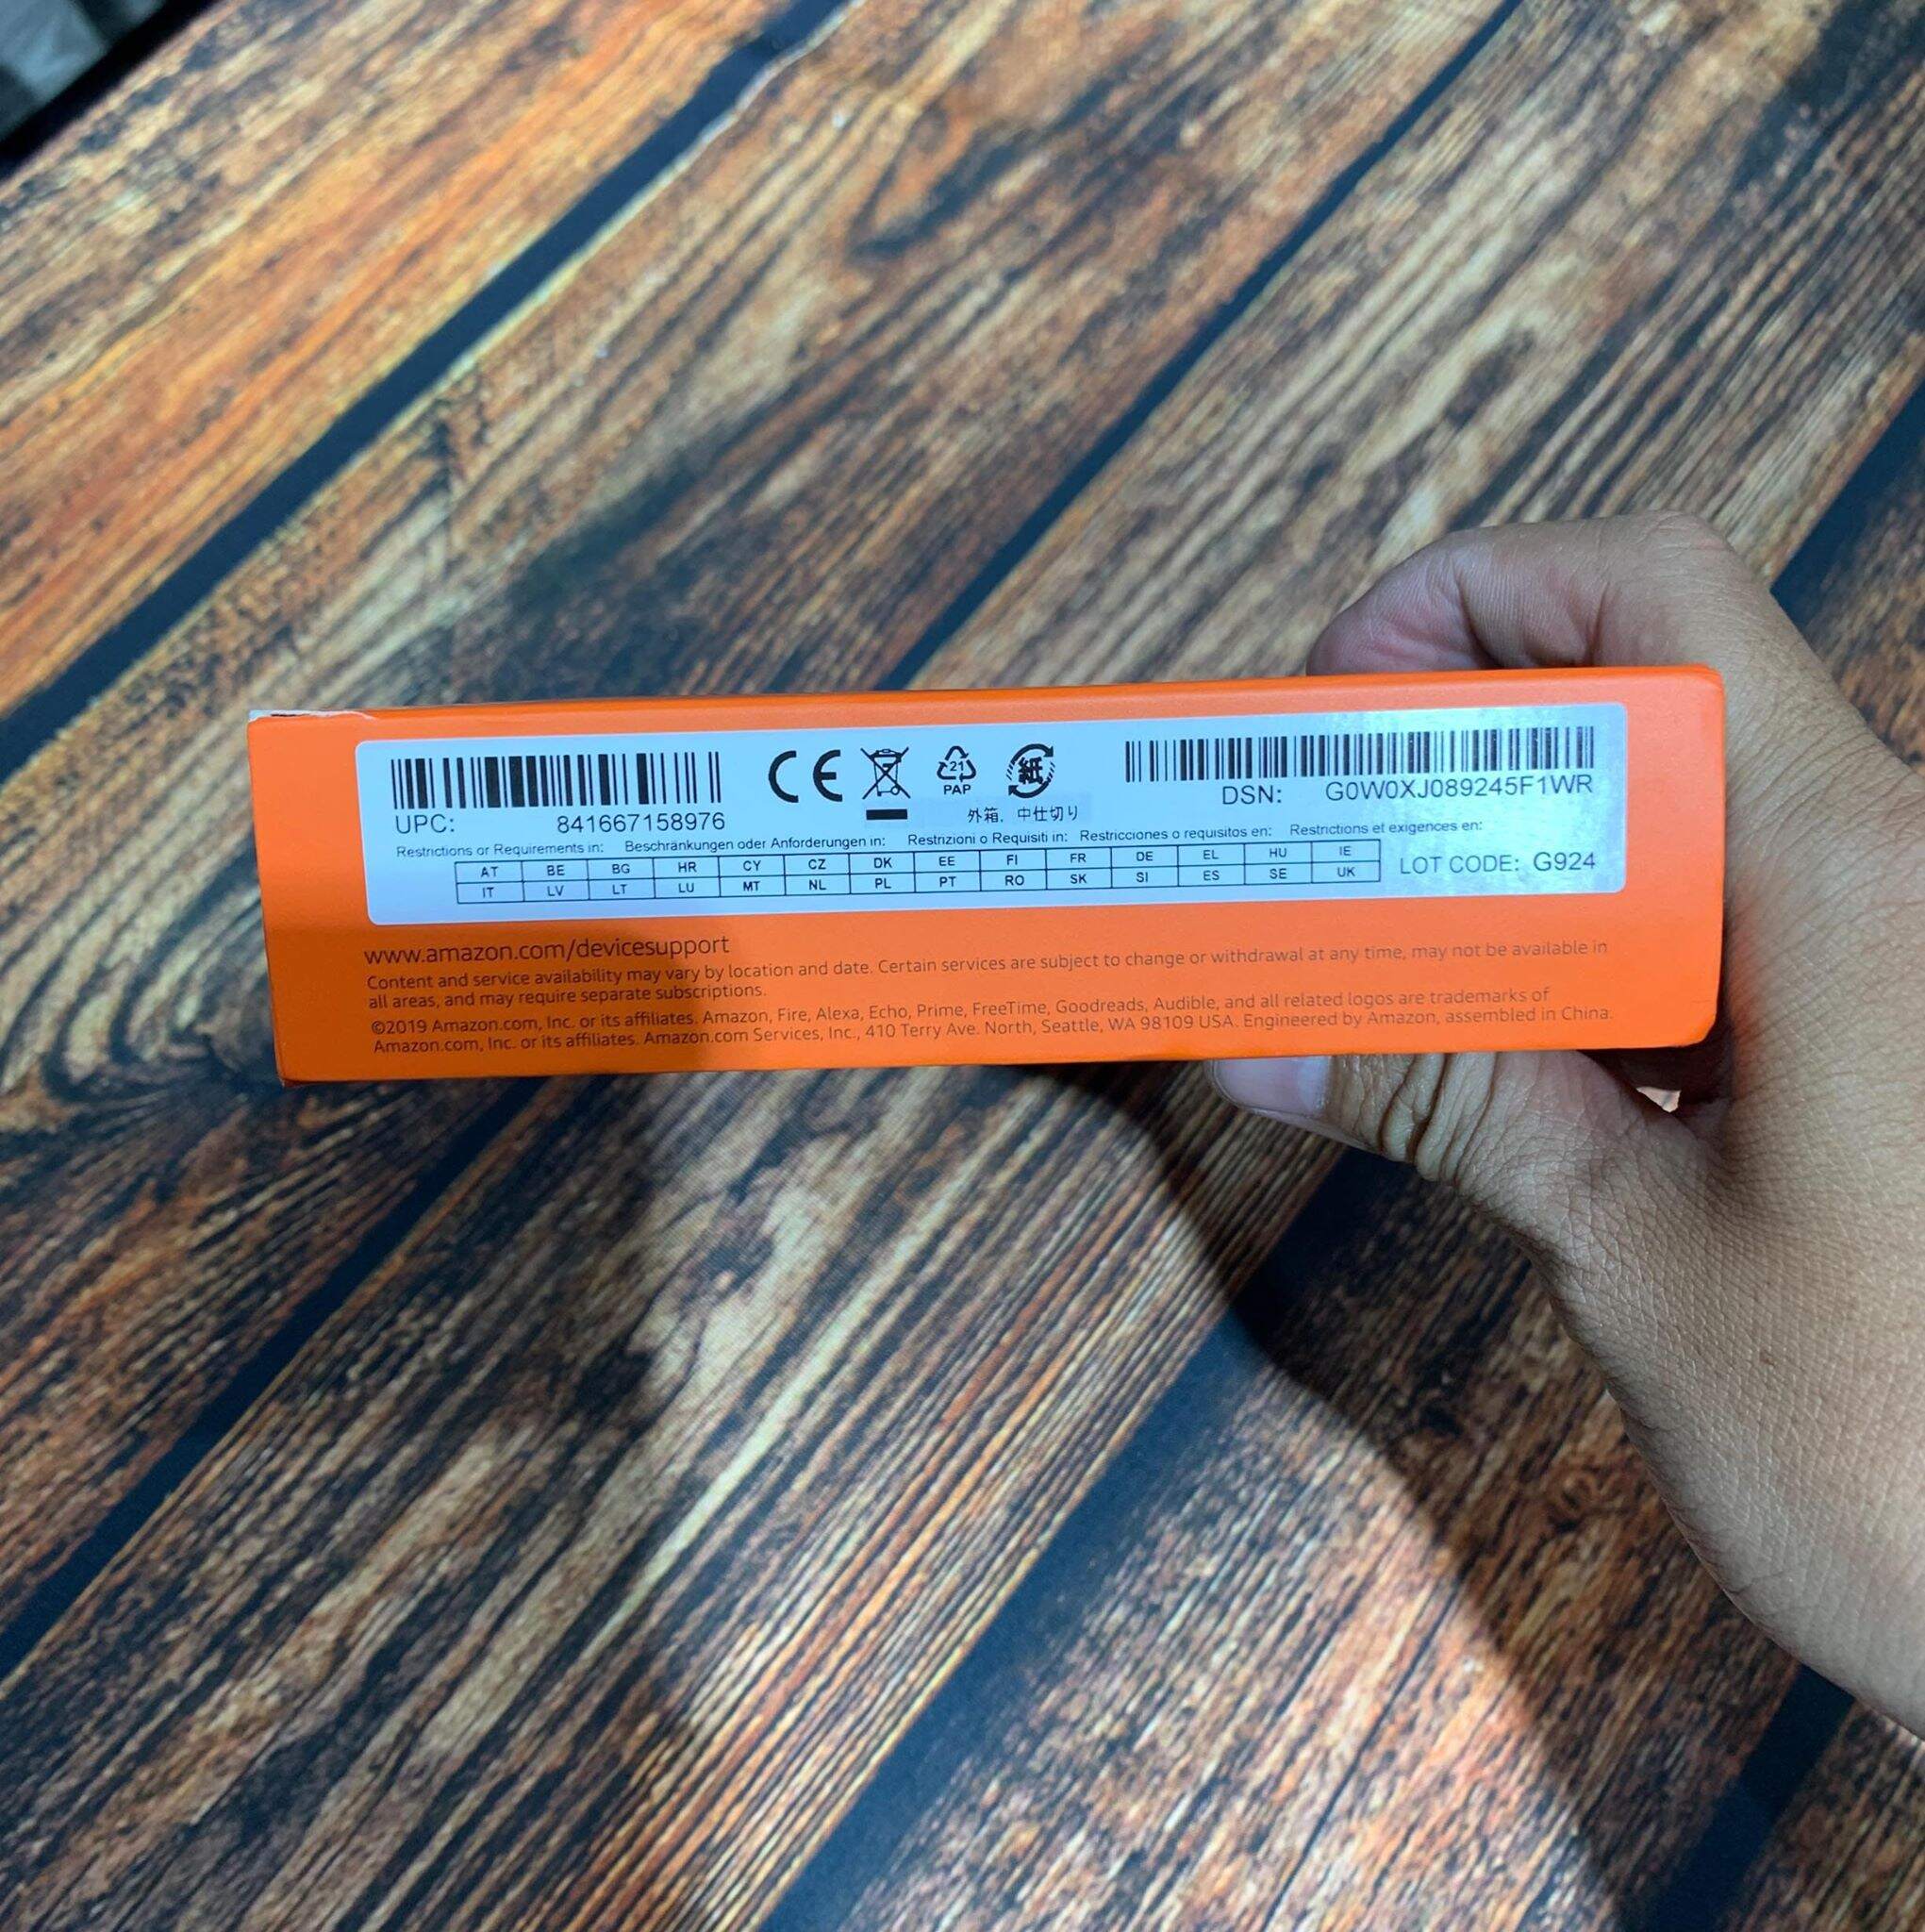 CE
21
PAP
紙
外箱、中仕切り
UPC: 841667158976
DSN: G0W0XJ089245F1WR
Restrictions or Requirements in: Beschränkungen oder Anforderungen in: Restrizioni o Requisiti in: Restricciones o requisitos en: Restrictions et exigences en:
AT BE BG HR CY CZ DK EE FI FR DE EL HU IE
IT LV LT LU MT NL PL PT RO SK SI ES SE UK
LOT CODE: G924
www.amazon.com/devicesupport
Content and service availability may vary by location and date. Certain services are subject to change or withdrawal at any time, may not be available in
all areas, and may require separate subscriptions.
©2019 Amazon.com, Inc. or its affiliates. Amazon, Fire, Alexa, Echo, Prime, FreeTime, Goodreads, Audible, and all related logos are trademarks of
Amazon.com, Inc. or its affiliates. Amazon.com Services, Inc., 410 Terry Ave. North, Seattle, WA 98109 USA. Engineered by Amazon, assembled in China.